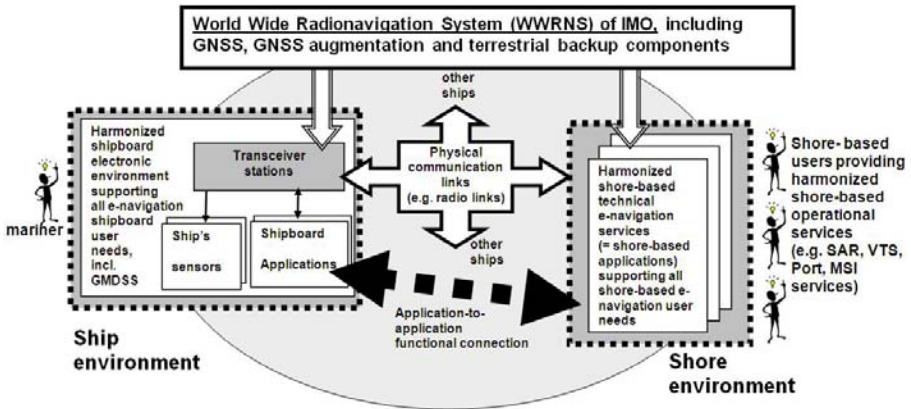 World Wide Radionavigation System (WWRNS) of IMO, including
GNSS, GNSS augmentation and terrestrial backup components
other
ships
Harmonized
shipboard
electronic
environment
supporting
all e-navigation
shipboard
user
needs,
incl.
GMDSS
Transceiver
stations
Ship's
sensors
Shipboard
Applications
mariner
Physical
communication
links
(e.g. radio links)
other
ships
Application-to-
application
functional connection
Harmonized
shore-based
technical
e-navigation
services
(= shore-based
applications)
supporting all
shore-based e-
navigation user
needs
Shore-based
users providing
harmonized
shore-based
operational
services
(e.g. SAR, VTS,
Port, MSI
services)
Ship
environment
Shore
environment